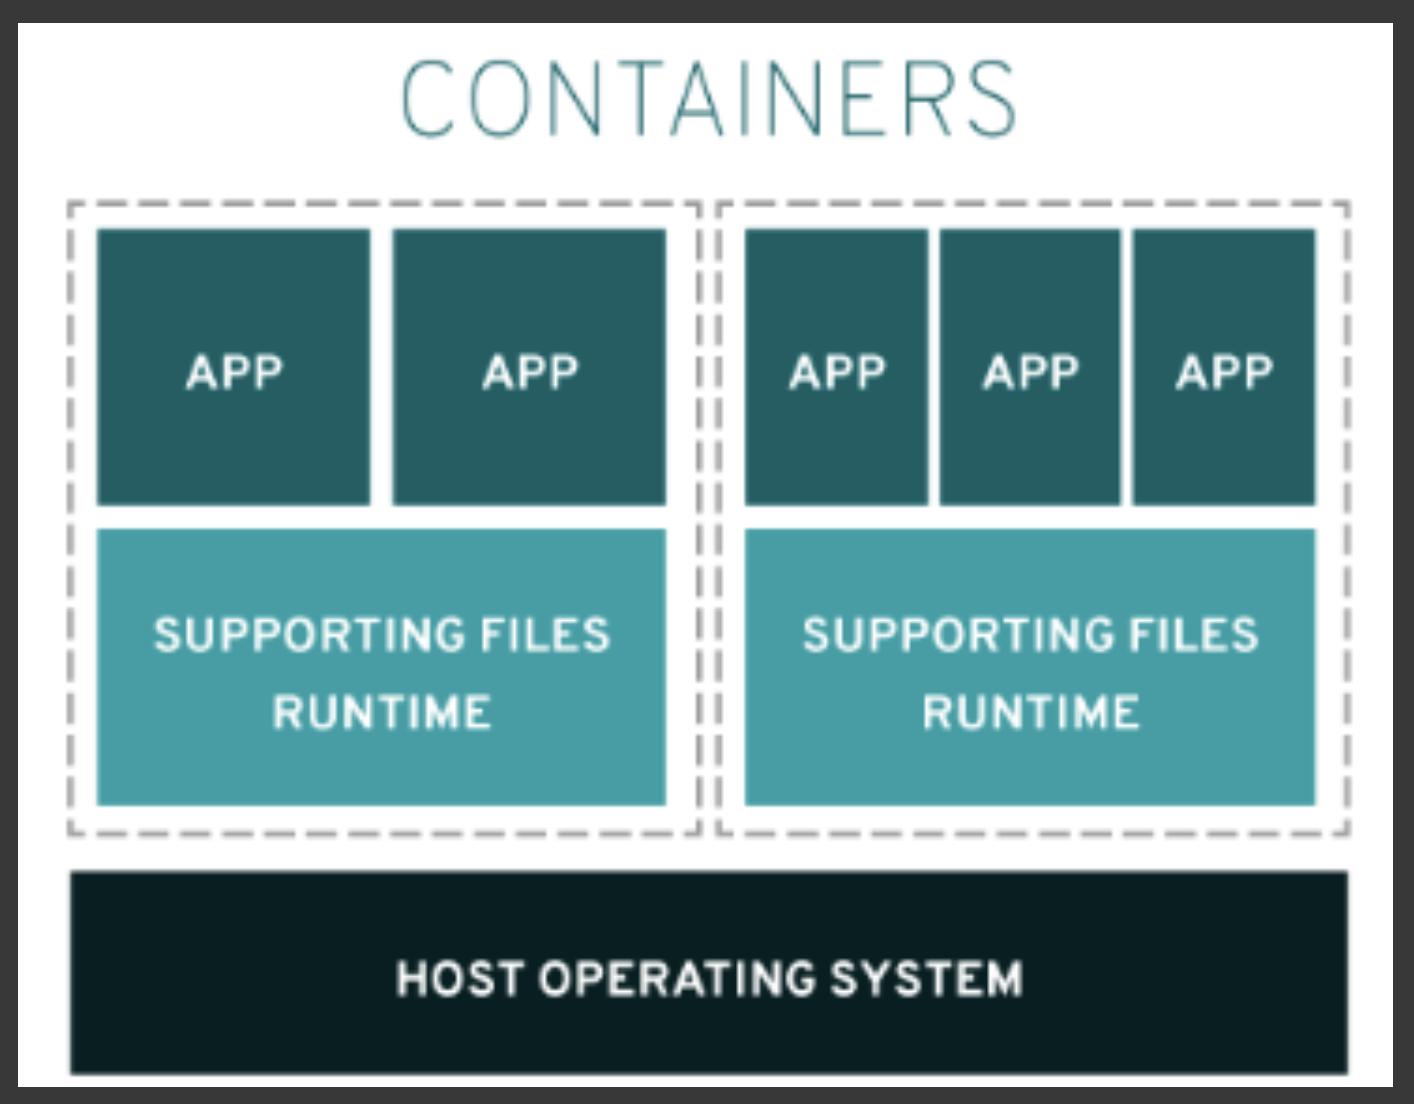 CONTAINERS
APP
APP
APP
APP
APP
SUPPORTING FILES
RUNTIME
SUPPORTING FILES
RUNTIME
HOST OPERATING SYSTEM